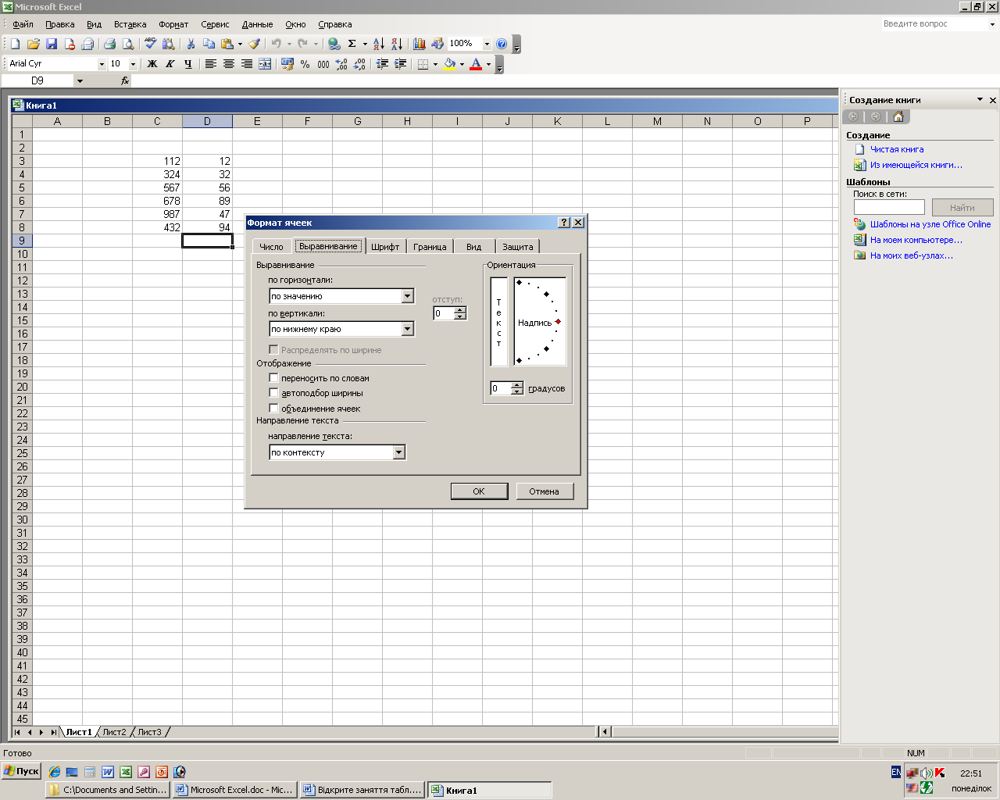 Microsoft Excel
Файл Правка Вид Вставка Формат Сервис Данные Окно Справка
Введите вопрос
100%
Arial Cyr 10 Ж К Ч % 000
D9 fx
Книга1
A B C D E F G H I J K L M N O P
1
2
3 112 12
4 324 32
5 567 56
6 678 89
7 987 47
8 432 94
9
10
11
12
13
14
15
16
17
18
19
20
21
22
23
24
25
26
27
28
29
30
31
32
33
34
35
36
37
38
39
40
41
42
43
44
45
Формат ячеек
Число Выравнивание Шрифт Граница Вид Защита
Выравнивание
по горизонтали:
по значению
отступ:
0
по вертикали:
по нижнему краю
Распределять по ширине
Отображение
переносить по словам
автоподбор ширины
объединение ячеек
Направление текста
направление текста:
по контексту
Ориентация
Текст
Надпись
0 градусов
ОК Отмена
Создание книги
Создание
Чистая книга
Из имеющейся книги...
Шаблоны
Поиск в сети:
Найти
Шаблоны на узле Office Online
На моем компьютере...
На моих веб-узлах...
Лист1 Лист2 Лист3
Готово
NUM
Пуск
EN
22:51
понеділок
C:\Documents and Settin... Microsoft Excel.doc - Mic... Відкрите заняття табл.... Книга1